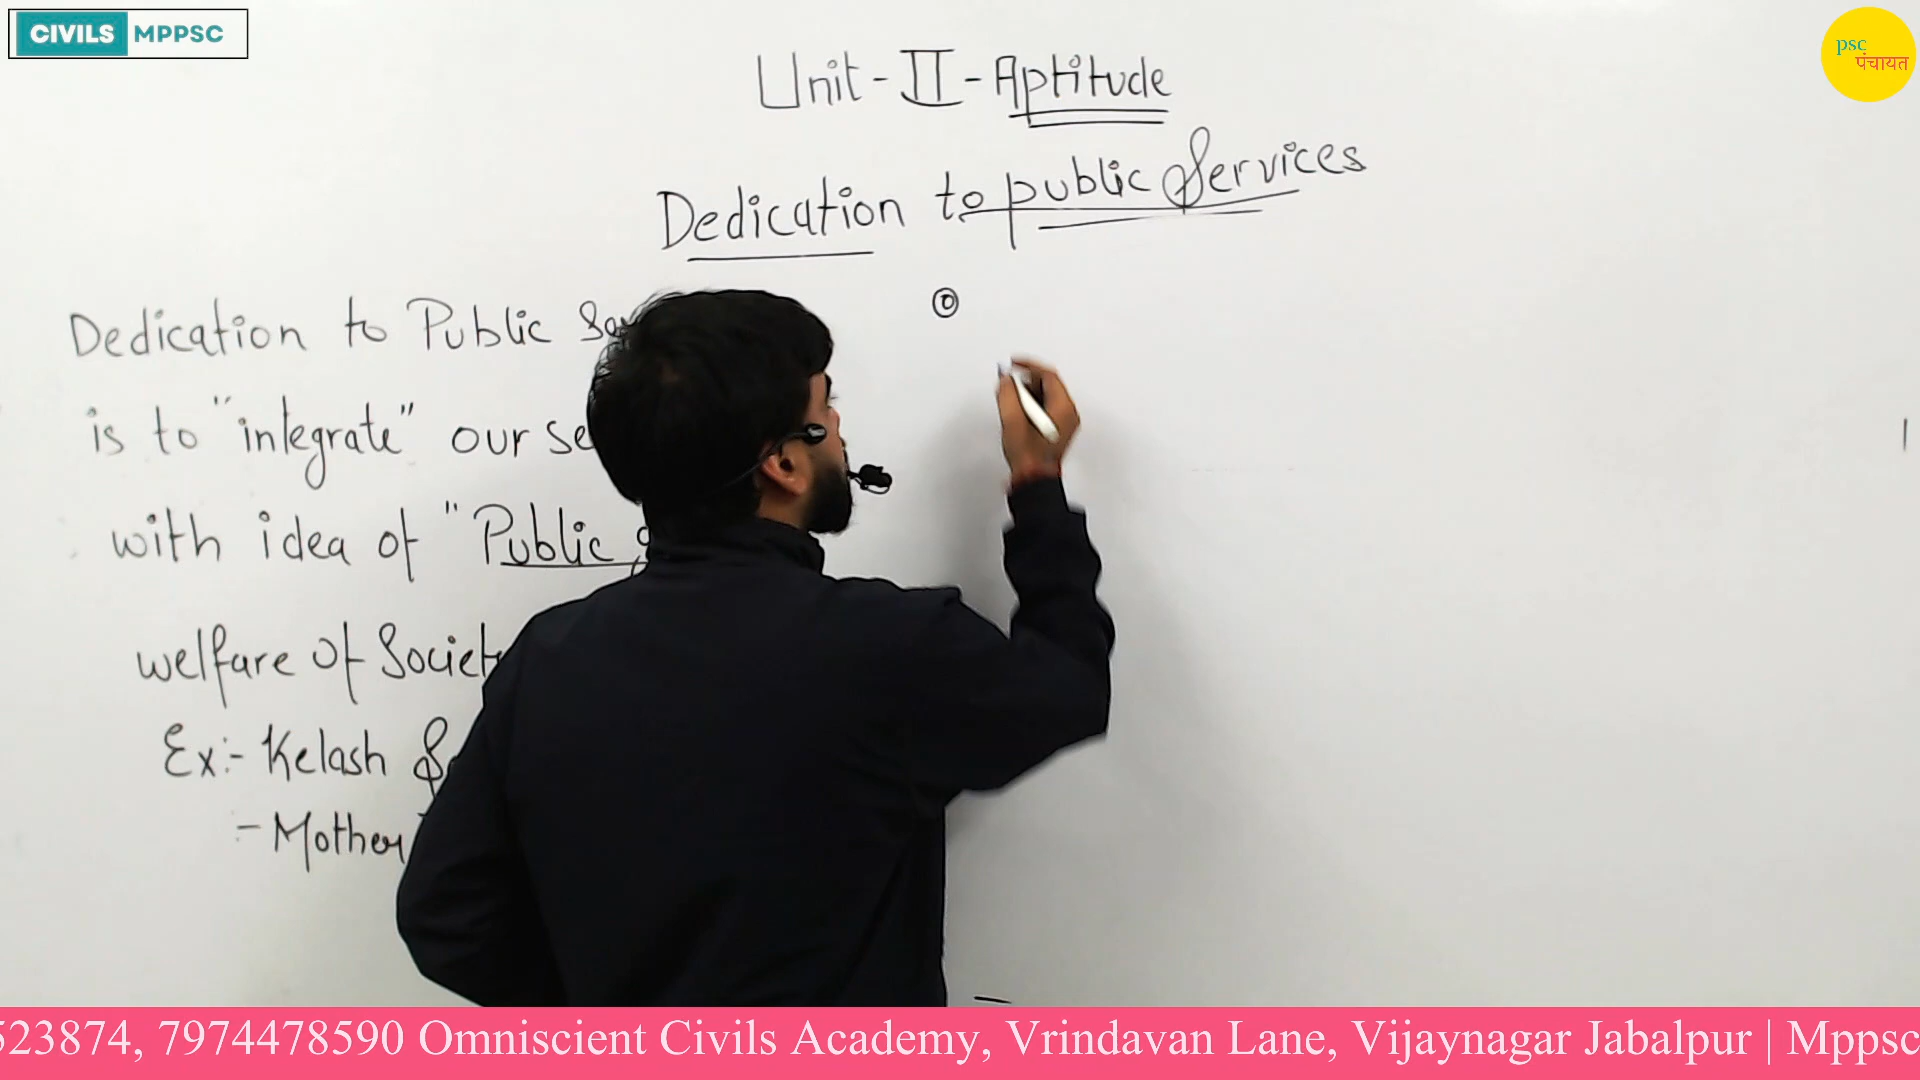 CIVILS MPPSC
psc
पंचायत
Unit - II - Aptitude
Dedication to public Services
Dedication to Public
is to "integrate" our
with idea of "Public
welfare of
Ex:- Kelash
- Mother
523874, 7974478590 Omniscient Civils Academy, Vrindavan Lane, Vijaynagar Jabalpur | Mppsc